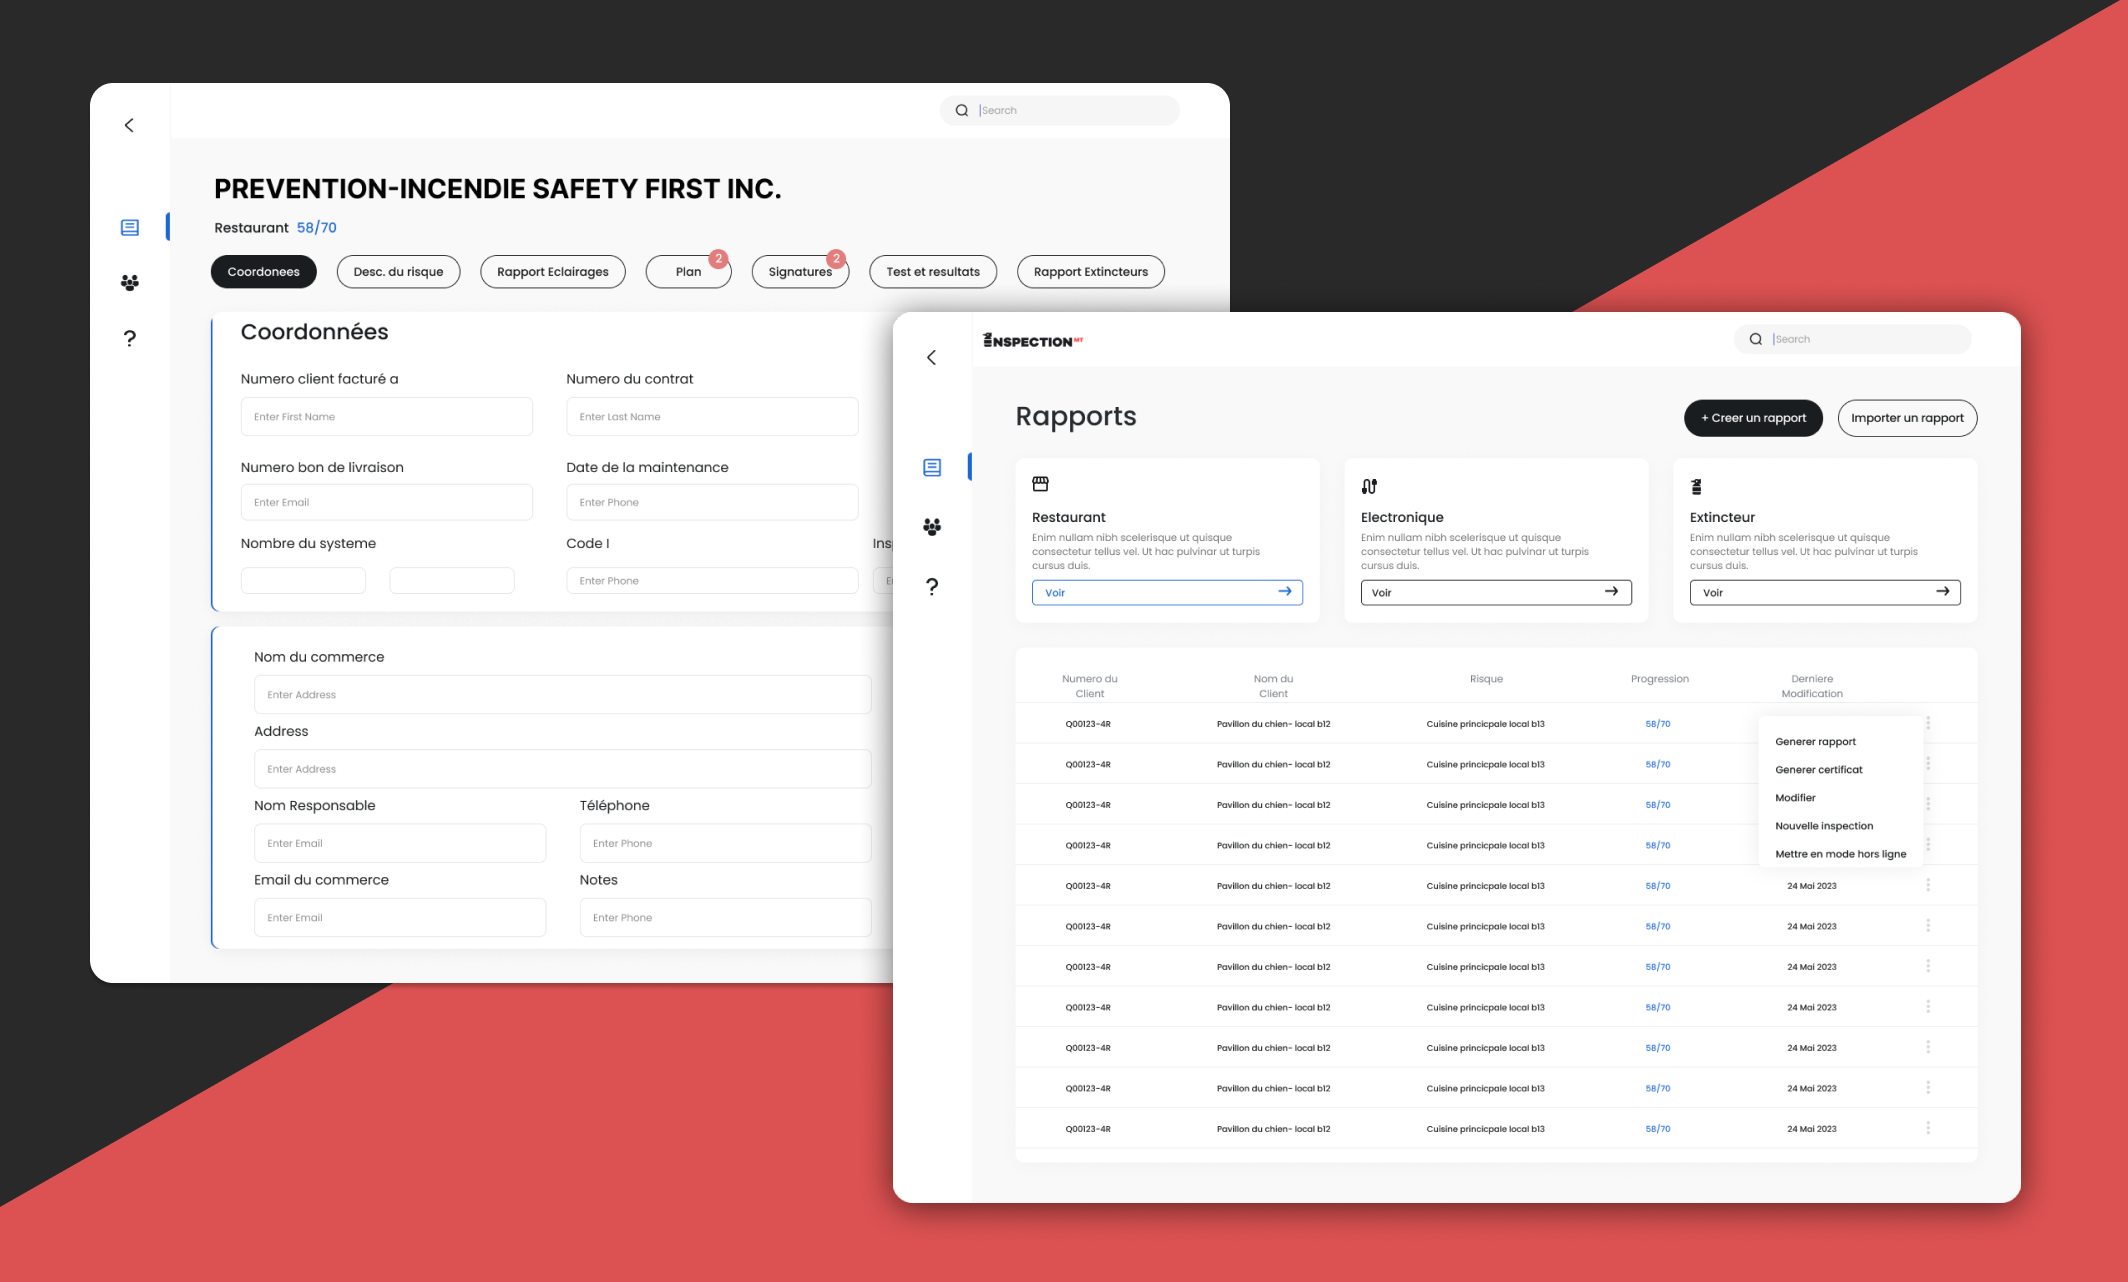 Search
PREVENTION-INCENDIE SAFETY FIRST INC.
Restaurant 58/70
Coordonees
Desc. du risque
Rapport Eclairages
Plan
2
Signatures
2
Test et resultats
Rapport Extincteurs
Coordonnées
Numero client facturé a
Numero du contrat
Enter First Name
Enter Last Name
Numero bon de livraison
Date de la maintenance
Enter Email
Enter Phone
Nombre du systeme
Code I
Ins
Enter Phone
Nom du commerce
Enter Address
Address
Enter Address
Nom Responsable
Téléphone
Enter Email
Enter Phone
Email du commerce
Notes
Enter Email
Enter Phone
INSPECTION MT
Search
Rapports
+ Creer un rapport
Importer un rapport
Restaurant
Enim nullam nibh scelerisque ut quisque
consectetur tellus vel. Ut hac pulvinar ut turpis
cursus duis.
Voir
Electronique
Enim nullam nibh scelerisque ut quisque
consectetur tellus vel. Ut hac pulvinar ut turpis
cursus duis.
Voir
Extincteur
Enim nullam nibh scelerisque ut quisque
consectetur tellus vel. Ut hac pulvinar ut turpis
cursus duis.
Voir
Numero du
Client
Nom du
Client
Risque
Progression
Derniere
Modification
Q00123-4R Pavillon du chien- local b12 Cuisine princicpale local b13 58/70
Q00123-4R Pavillon du chien- local b12 Cuisine princicpale local b13 58/70
Q00123-4R Pavillon du chien- local b12 Cuisine princicpale local b13 58/70
Q00123-4R Pavillon du chien- local b12 Cuisine princicpale local b13 58/70
Generer rapport
Generer certificat
Modifier
Nouvelle inspection
Mettre en mode hors ligne
Q00123-4R Pavillon du chien- local b12 Cuisine princicpale local b13 58/70 24 Mai 2023
Q00123-4R Pavillon du chien- local b12 Cuisine princicpale local b13 58/70 24 Mai 2023
Q00123-4R Pavillon du chien- local b12 Cuisine princicpale local b13 58/70 24 Mai 2023
Q00123-4R Pavillon du chien- local b12 Cuisine princicpale local b13 58/70 24 Mai 2023
Q00123-4R Pavillon du chien- local b12 Cuisine princicpale local b13 58/70 24 Mai 2023
Q00123-4R Pavillon du chien- local b12 Cuisine princicpale local b13 58/70 24 Mai 2023
Q00123-4R Pavillon du chien- local b12 Cuisine princicpale local b13 58/70 24 Mai 2023